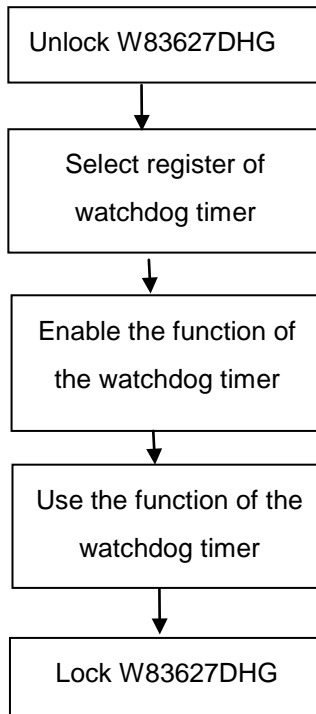 Unlock W83627DHG
Select register of
watchdog timer
Enable the function of
the watchdog timer
Use the function of the
watchdog timer
Lock W83627DHG